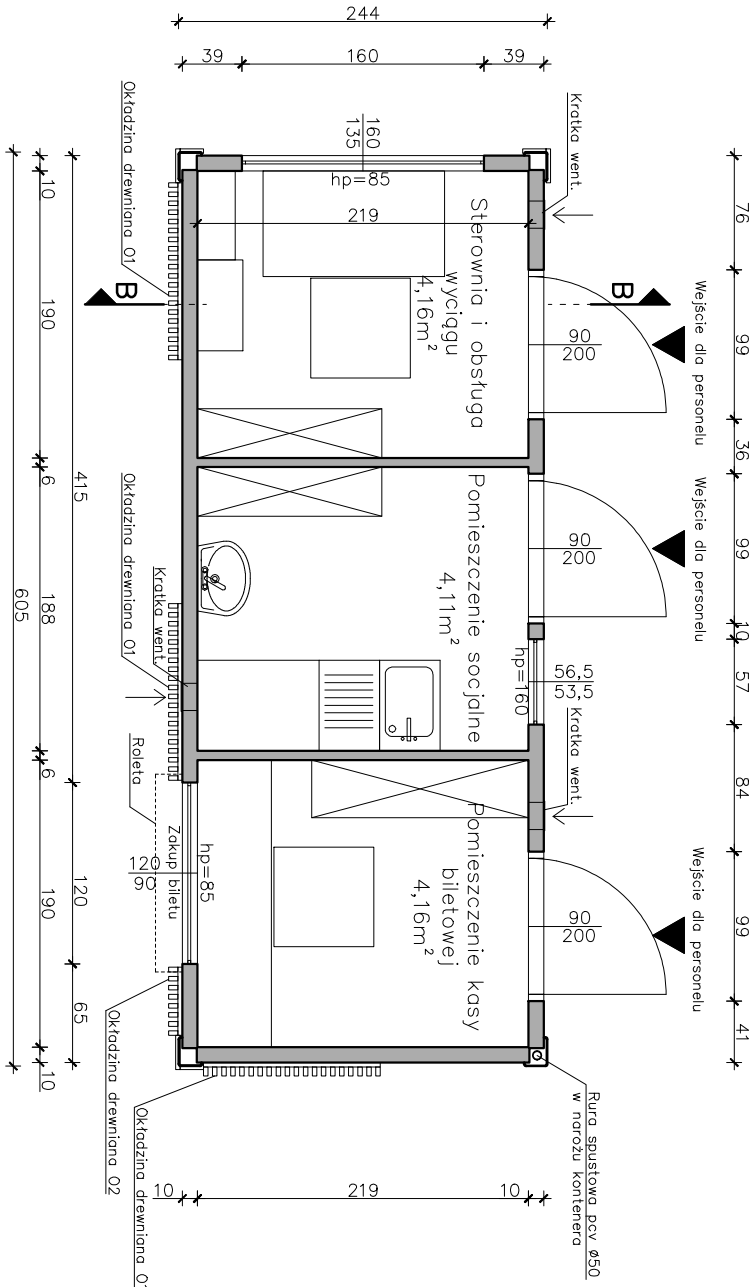 244
39
160
39
Okładzina drewniana 01
160
135
hp=85
Kratka went.
219
Sterownia i obsługa
wyciągu
4,16m²
B
B
90
200
Wejście dla personelu
76
99
36
99
10
57
84
99
41
Pomieszczenie socjalne
4,11m²
90
200
Wejście dla personelu
Okładzina drewniana 01
Kratka went.
hp=160
56,5
53,5
Kratka went.
Pomieszczenie kasy
biletowej
4,16m²
90
200
Wejście dla personelu
Roleta
Zakup biletu
120
90
hp=85
10
190
6
188
6
190
10
415
120
65
605
Okładzina drewniana 02
Okładzina drewniana 01
Rura spustowa pcv ø50
w narożu kontenera
10
219
10